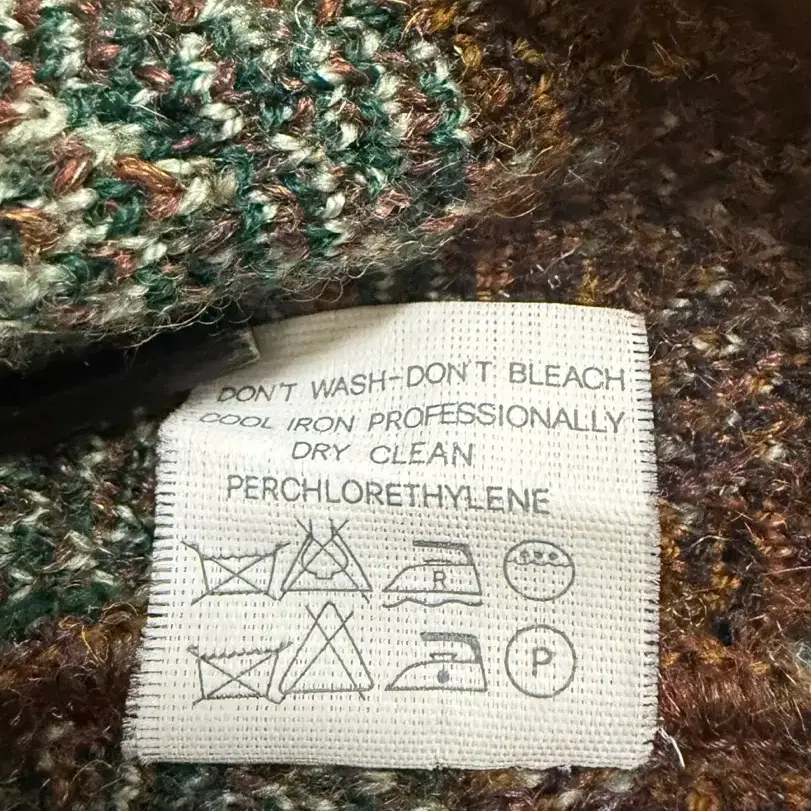 DON'T WASH-DON'T BLEACH
COOL IRON PROFESSIONALLY
DRY CLEAN
PERCHLORETHYLENE
R
P